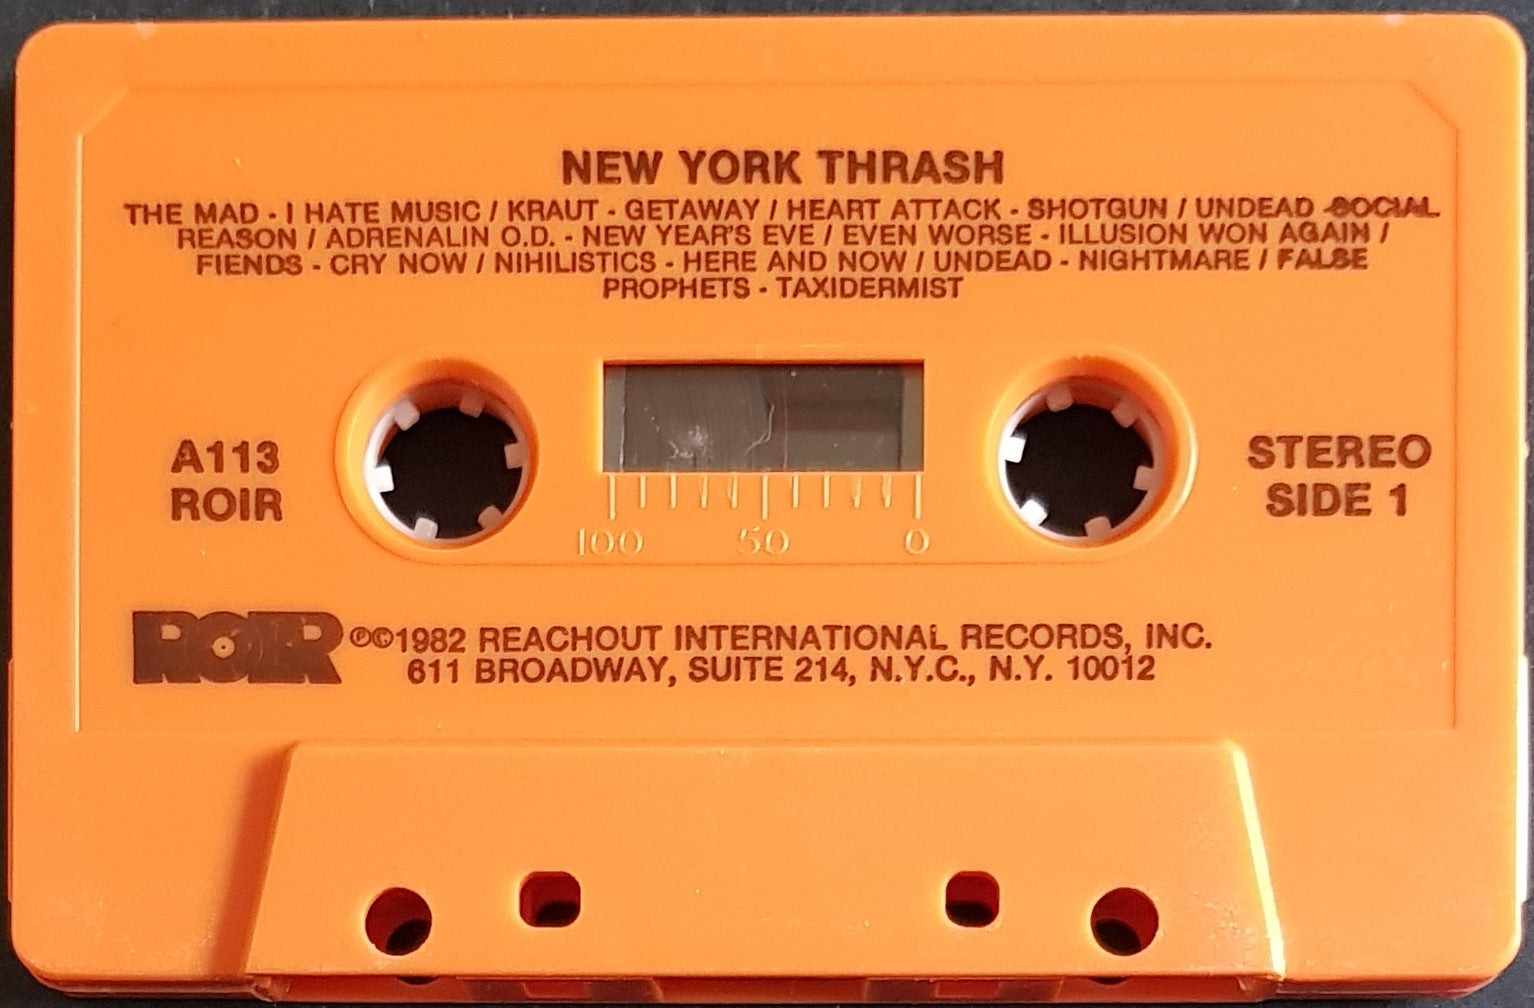 NEW YORK THRASH
THE MAD - I HATE MUSIC / KRAUT - GETAWAY / HEART ATTACK - SHOTGUN / UNDEAD -SOCIAL
REASON / ADRENALIN O.D. - NEW YEAR'S EVE / EVEN WORSE - ILLUSION WON AGAIN /
FIENDS - CRY NOW / NIHILISTICS - HERE AND NOW / UNDEAD - NIGHTMARE / FALSE
PROPHETS - TAXIDERMIST
A113
ROIR
STEREO
SIDE 1
100 50 0
ROIR
℗©1982 REACHOUT INTERNATIONAL RECORDS, INC.
611 BROADWAY, SUITE 214, N.Y.C., N.Y. 10012